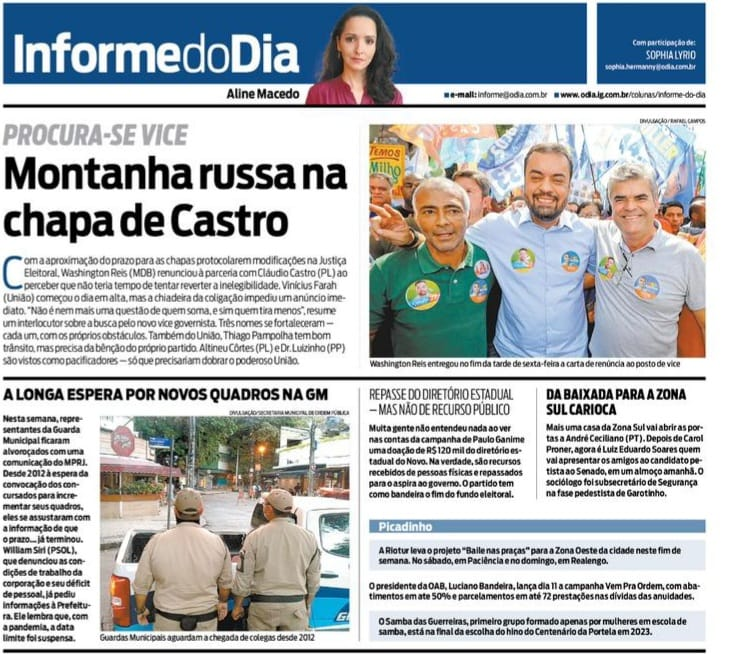 InformedoDia
Aline Macedo
Com participação de:
SOPHIA LYRIO
sophia.hermanny@odia.com.br
■ e-mail: informe@odia.com.br ■ www.odia.ig.com.br/colunas/informe-do-dia
PROCURA-SE VICE
Montanha russa na
chapa de Castro
Com a aproximação do prazo para as chapas protocolarem modificações na Justiça
Eleitoral, Washington Reis (MDB) renunciou à parceria com Cláudio Castro (PL) ao
perceber que não teria tempo de tentar reverter a inelegibilidade. Vinícius Farah
(União) começou o dia em alta, mas a chiadeira da coligação impediu um anúncio ime-
diato. "Não é nem mais uma questão de quem soma, e sim quem tira menos", resume
um interlocutor sobre a busca pelo novo vice governista. Três nomes se fortaleceram —
cada um, com os próprios obstáculos. Também do União, Thiago Pampolha tem bom
trânsito, mas precisa da bênção do próprio partido. Altineu Côrtes (PL) e Dr. Luizinho (PP)
são vistos como pacificadores — só que precisariam dobrar o poderoso União.
DIVULGAÇÃO / RAFAEL CAMPOS
TEMOS
Milho
Washington Reis entregou no fim da tarde de sexta-feira a carta de renúncia ao posto de vice
A LONGA ESPERA POR NOVOS QUADROS NA GM
Nesta semana, repre-
sentantes da Guarda
Municipal ficaram
alvoroçados com uma
comunicação do MPRJ.
Desde 2012 à espera da
convocação dos con-
cursados para incre-
mentar seus quadros,
eles se assustaram com
a informação de que
o prazo... já terminou.
William Siri (PSOL),
que denunciou as con-
dições de trabalho da
corporação e seu déficit
de pessoal, já pediu
informações à Prefeitu-
ra. Ele lembra que, com
a pandemia, a data
limite foi suspensa.
DIVULGAÇÃO/SECRETARIA MUNICIPAL DE ORDEM PÚBLICA
Guardas Municipais aguardam a chegada de colegas desde 2012
REPASSE DO DIRETÓRIO ESTADUAL
— MAS NÃO DE RECURSO PÚBLICO
Muita gente não entendeu nada ao ver
nas contas da campanha de Paulo Ganime
uma doação de R$ 120 mil do diretório es-
tadual do Novo. Na verdade, são recursos
recebidos de pessoas físicas e repassados
para o aspira ao governo. O partido tem
como bandeira o fim do fundo eleitoral.
DA BAIXADA PARA A ZONA
SUL CARIOCA
Mais uma casa da Zona Sul vai abrir as por-
tas a André Ceciliano (PT). Depois de Carol
Proner, agora é Luiz Eduardo Soares quem
vai apresentar os amigos ao candidato pe-
tista ao Senado, em um almoço amanhã. O
sociólogo foi subsecretário de Segurança
na fase pedestista de Garotinho.
Picadinho
A Riotur leva o projeto "Baile nas praças" para a Zona Oeste da cidade neste fim de
semana. No sábado, em Paciência e no domingo, em Realengo.
O presidente da OAB, Luciano Bandeira, lança dia 11 a campanha Vem Pra Ordem, com aba-
timentos em ate 50% e parcelamentos em até 72 prestações nas dívidas das anuidades.
O Samba das Guerreiras, primeiro grupo formado apenas por mulheres em escola de
samba, está na final da escolha do hino do Centenário da Portela em 2023.